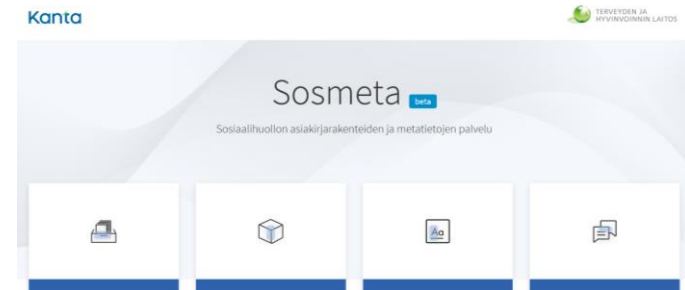 Kanta
TERVEYDEN JA
HYVINVOINNIN LAITOS
Sosmeta beta
Sosiaalihuollon asiakirjarakenteiden ja metatietojen palvelu
Aa